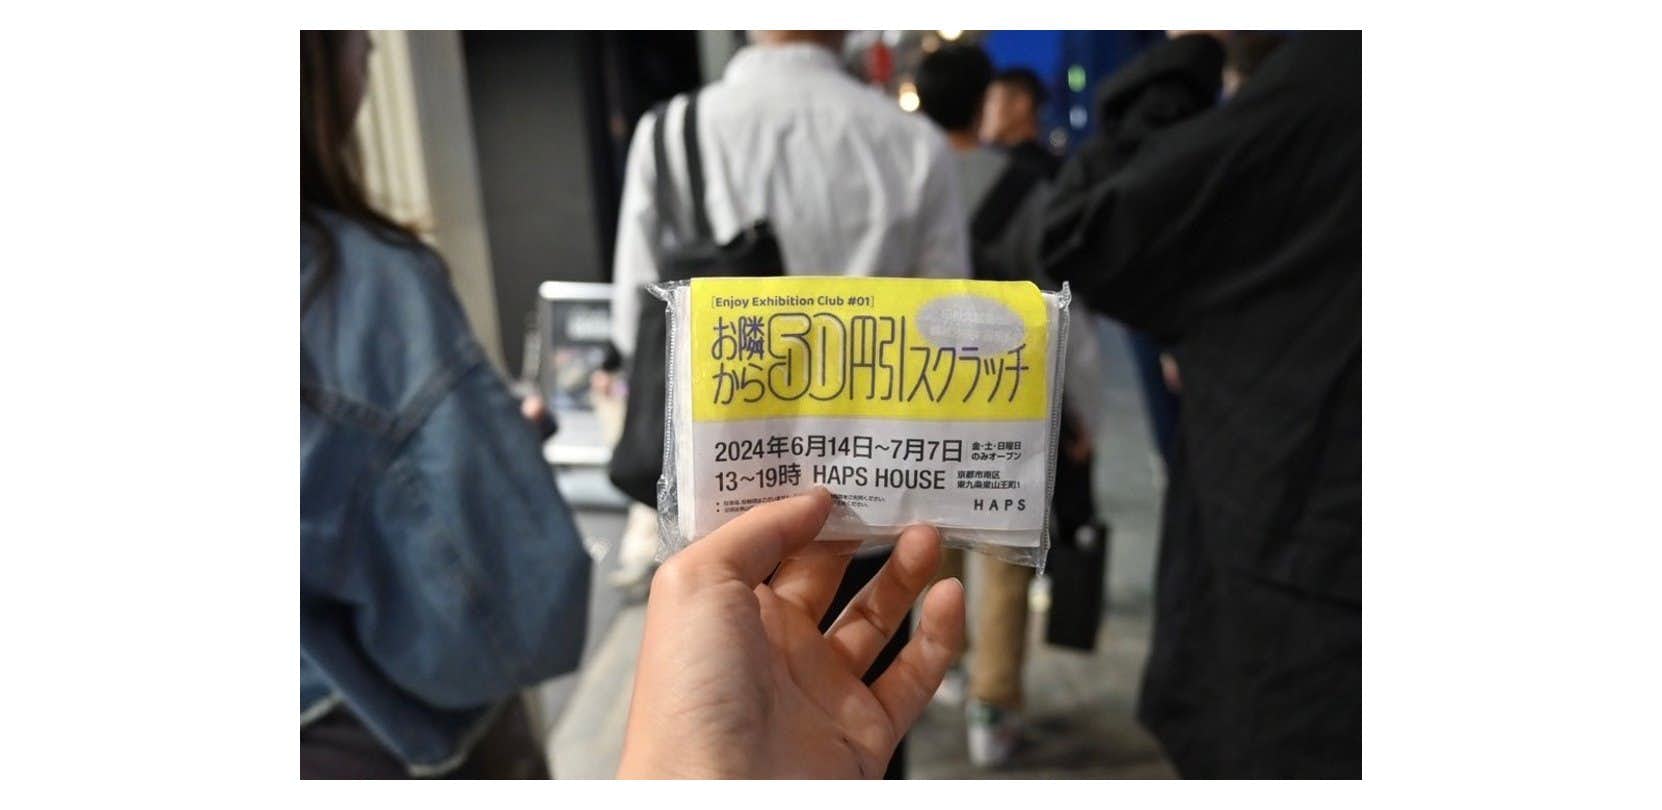 [Enjoy Exhibition Club #01]
お隣
から50円引スクラッチ
2024年6月14日~7月7日 金・土・日曜日
のみオープン
13~19時 HAPS HOUSE 京都市南区
東九条東山王町1
HAPS